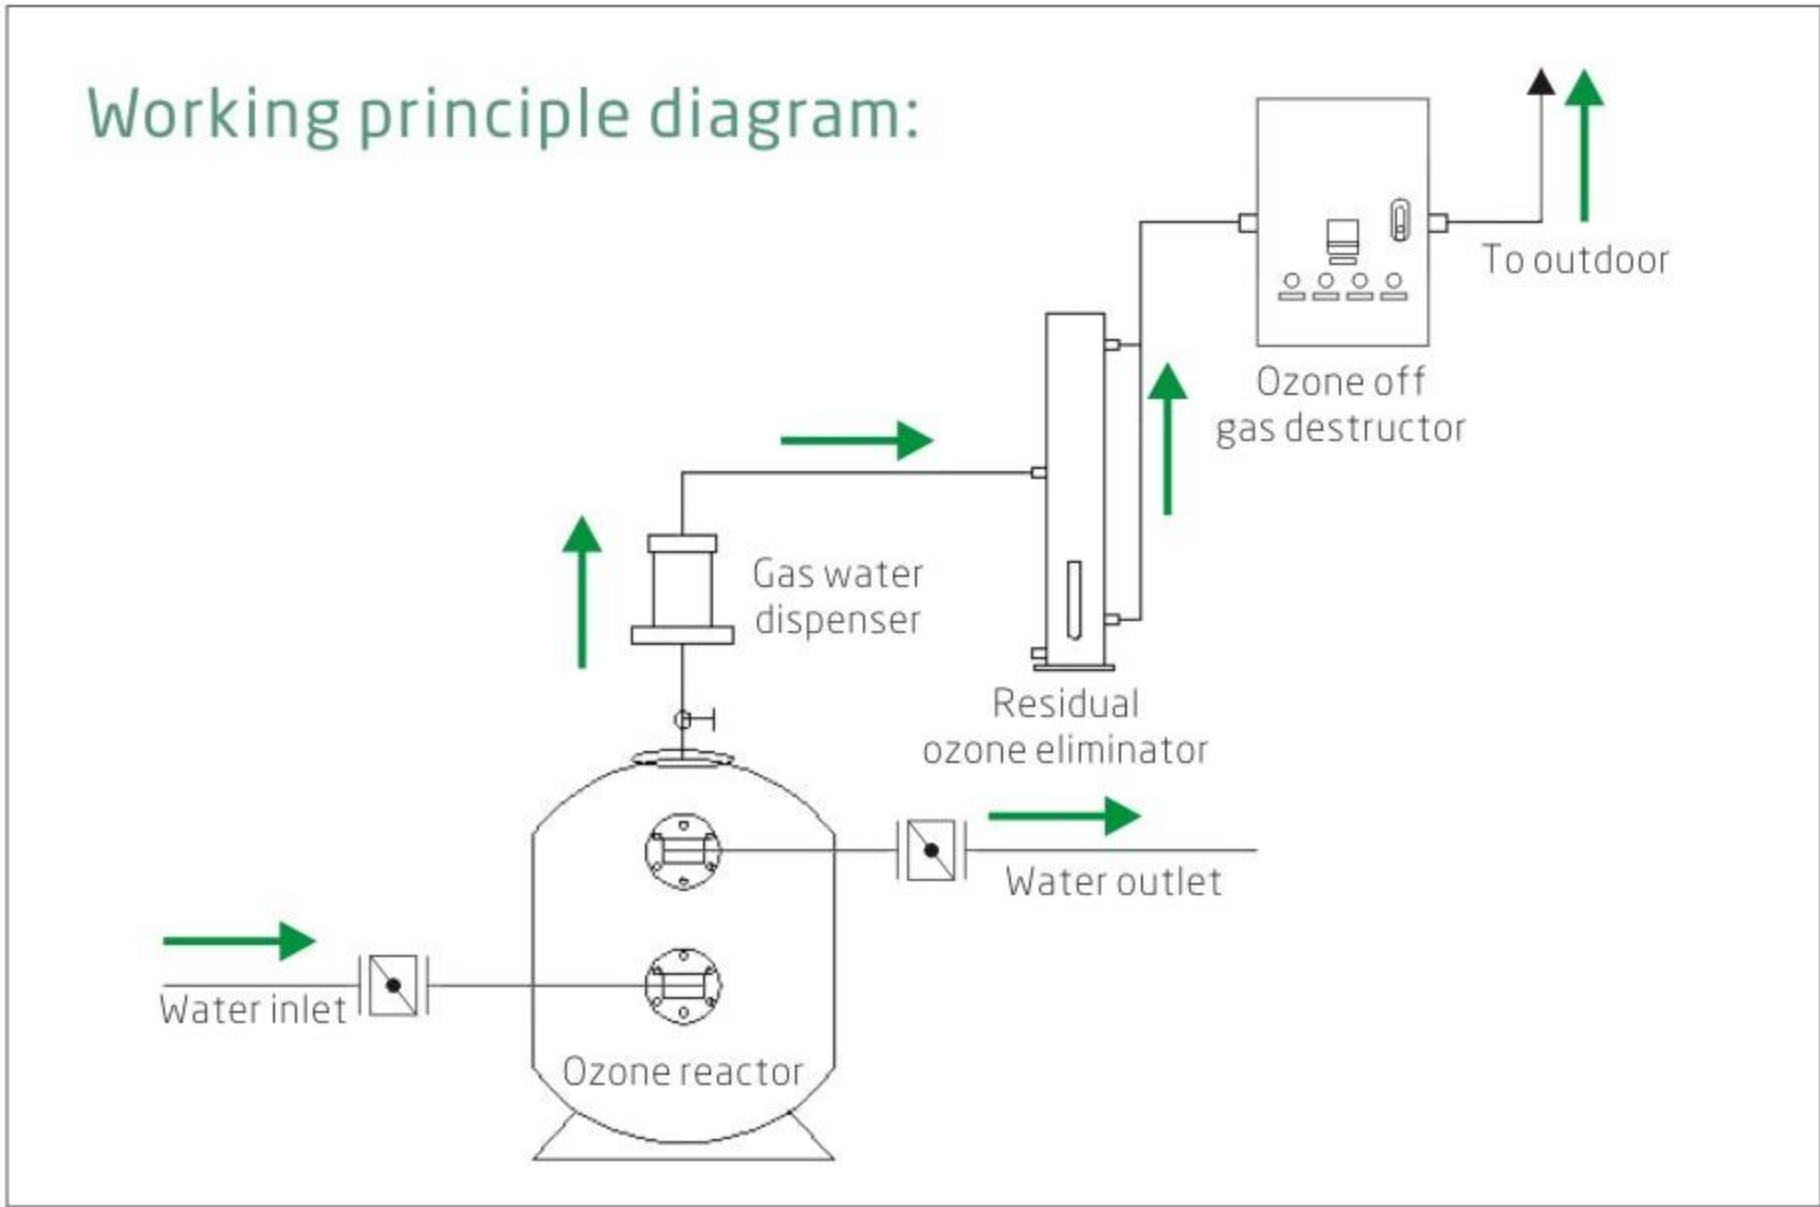 Working principle diagram:
To outdoor
Ozone off
gas destructor
Gas water
dispenser
Residual
ozone eliminator
Water outlet
Water inlet
Ozone reactor